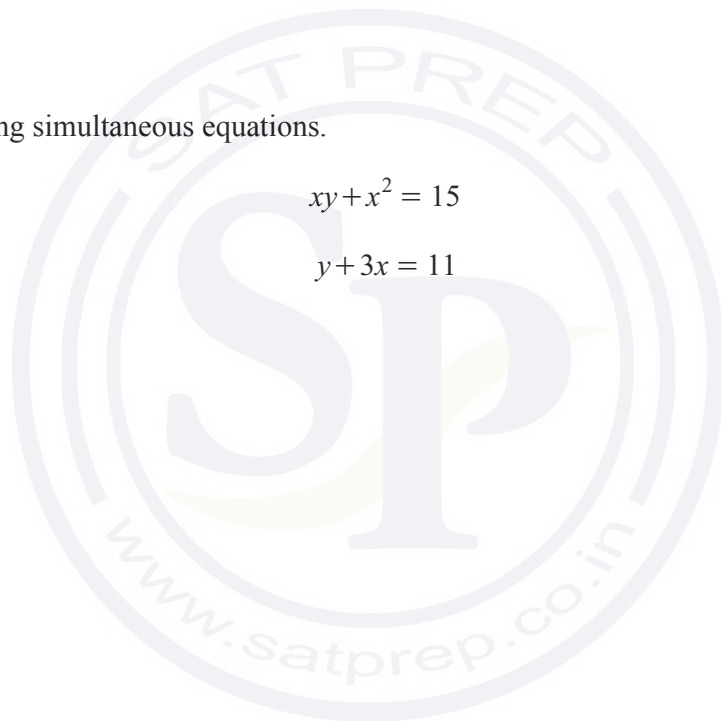 ng simultaneous equations.
xy+x² = 15
y+3x = 11
SAT PREP
SP
www.satprep.co.in